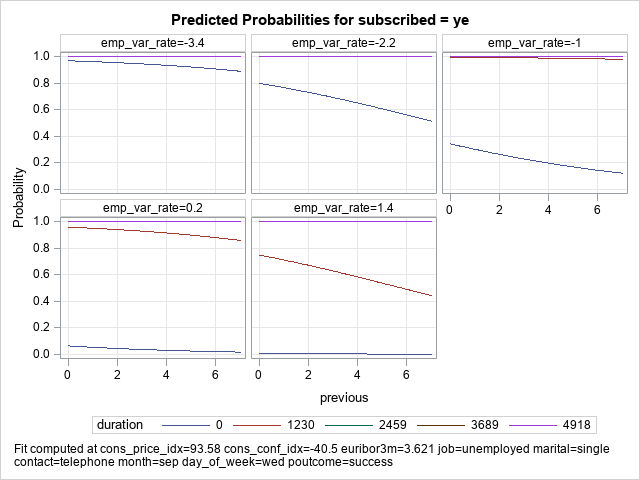 Predicted Probabilities for subscribed = ye
emp_var_rate=-3.4 emp_var_rate=-2.2 emp_var_rate=-1
1.0
0.8
0.6
0.4
0.2
0.0
0 2 4 6
Probability
emp_var_rate=0.2 emp_var_rate=1.4
1.0
0.8
0.6
0.4
0.2
0.0
0 2 4 6 0 2 4 6
previous
duration 0 1230 2459 3689 4918
Fit computed at cons_price_idx=93.58 cons_conf_idx=-40.5 euribor3m=3.621 job=unemployed marital=single
contact=telephone month=sep day_of_week=wed poutcome=success